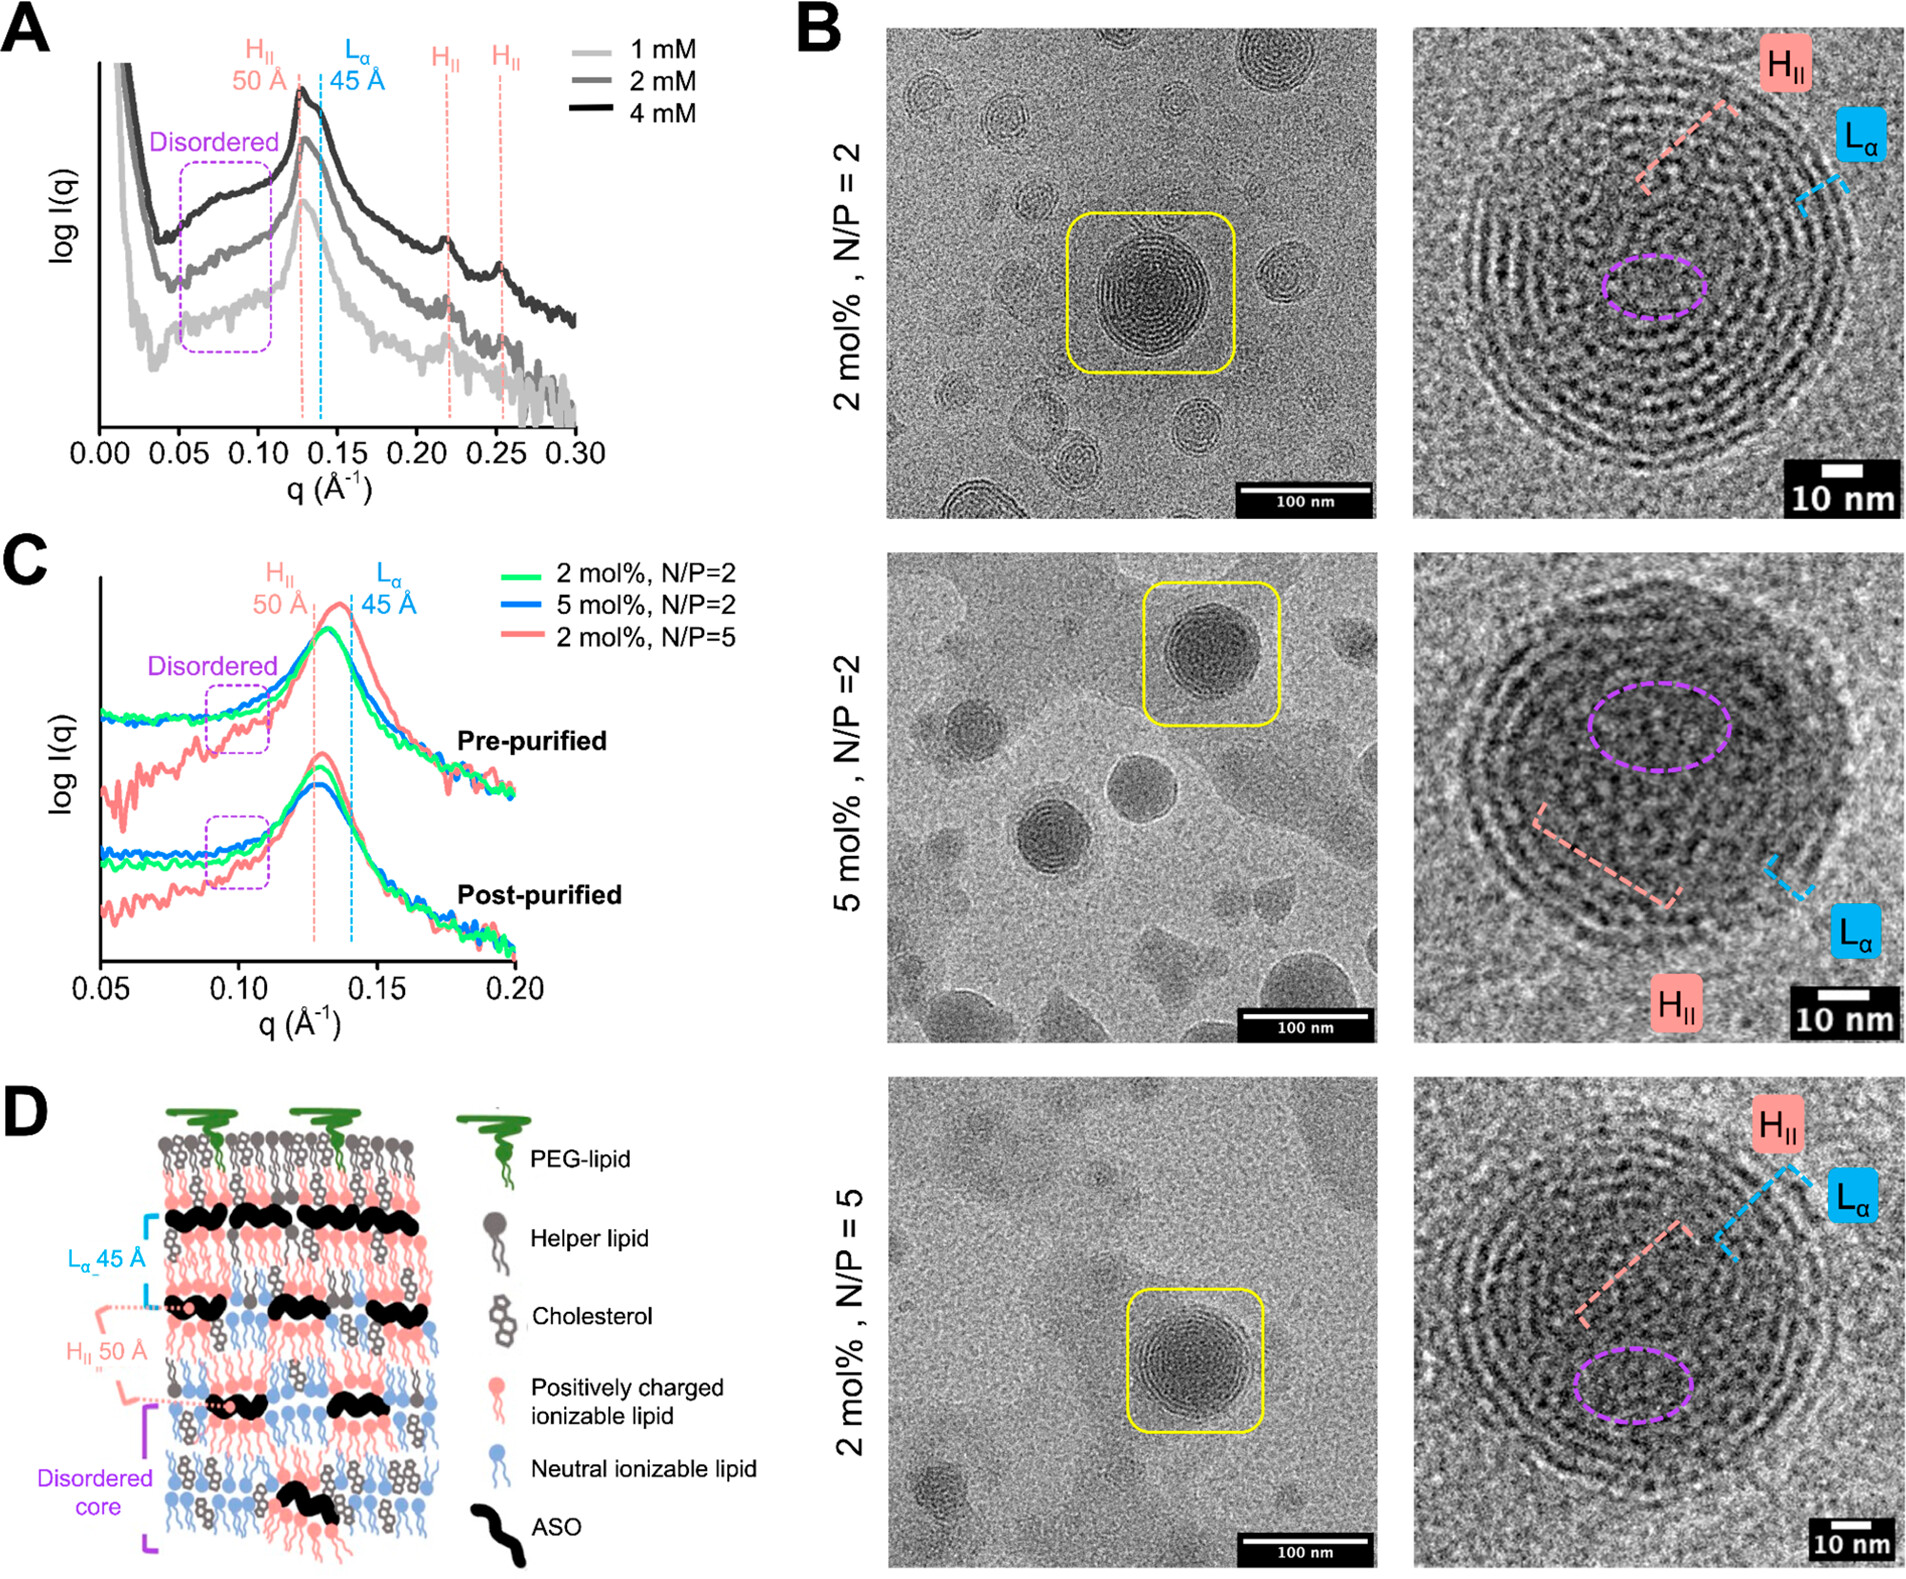 A
H_II
50 Å
L_α
45 Å
H_II
H_II
1 mM
2 mM
4 mM
Disordered
log I(q)
0.00 0.05 0.10 0.15 0.20 0.25 0.30
q (Å⁻¹)
B
2 mol% , N/P = 2
100 nm
H_II
L_α
10 nm
5 mol% , N/P =2
100 nm
L_α
H_II
10 nm
2 mol% , N/P = 5
100 nm
H_II
L_α
10 nm
C
H_II
50 Å
L_α
45 Å
2 mol%, N/P=2
5 mol%, N/P=2
2 mol%, N/P=5
Disordered
Pre-purified
Post-purified
log I(q)
0.05 0.10 0.15 0.20
q (Å⁻¹)
D
L_α_45 Å
H_II_50 Å
Disordered
core
PEG-lipid
Helper lipid
Cholesterol
Positively charged
ionizable lipid
Neutral ionizable lipid
ASO